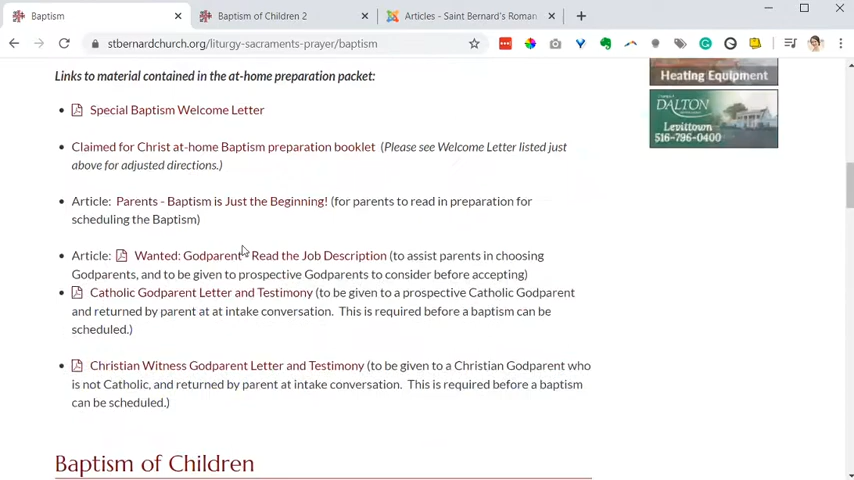 Baptism
Baptism of Children 2
Articles - Saint Bernard's Roman
stbernardchurch.org/liturgy-sacraments-prayer/baptism
Links to material contained in the at-home preparation packet:
Heating Equipment
Special Baptism Welcome Letter
DALTON
Levittown
516-796-0400
Claimed for Christ at-home Baptism preparation booklet (Please see Welcome Letter listed just
above for adjusted directions.)
Article: Parents - Baptism is Just the Beginning! (for parents to read in preparation for
scheduling the Baptism)
Article: Wanted: Godparent - Read the Job Description (to assist parents in choosing
Godparents, and to be given to prospective Godparents to consider before accepting)
Catholic Godparent Letter and Testimony (to be given to a prospective Catholic Godparent
and returned by parent at at intake conversation. This is required before a baptism can be
scheduled.)
Christian Witness Godparent Letter and Testimony (to be given to a Christian Godparent who
is not Catholic, and returned by parent at intake conversation. This is required before a baptism
can be scheduled.)
Baptism of Children